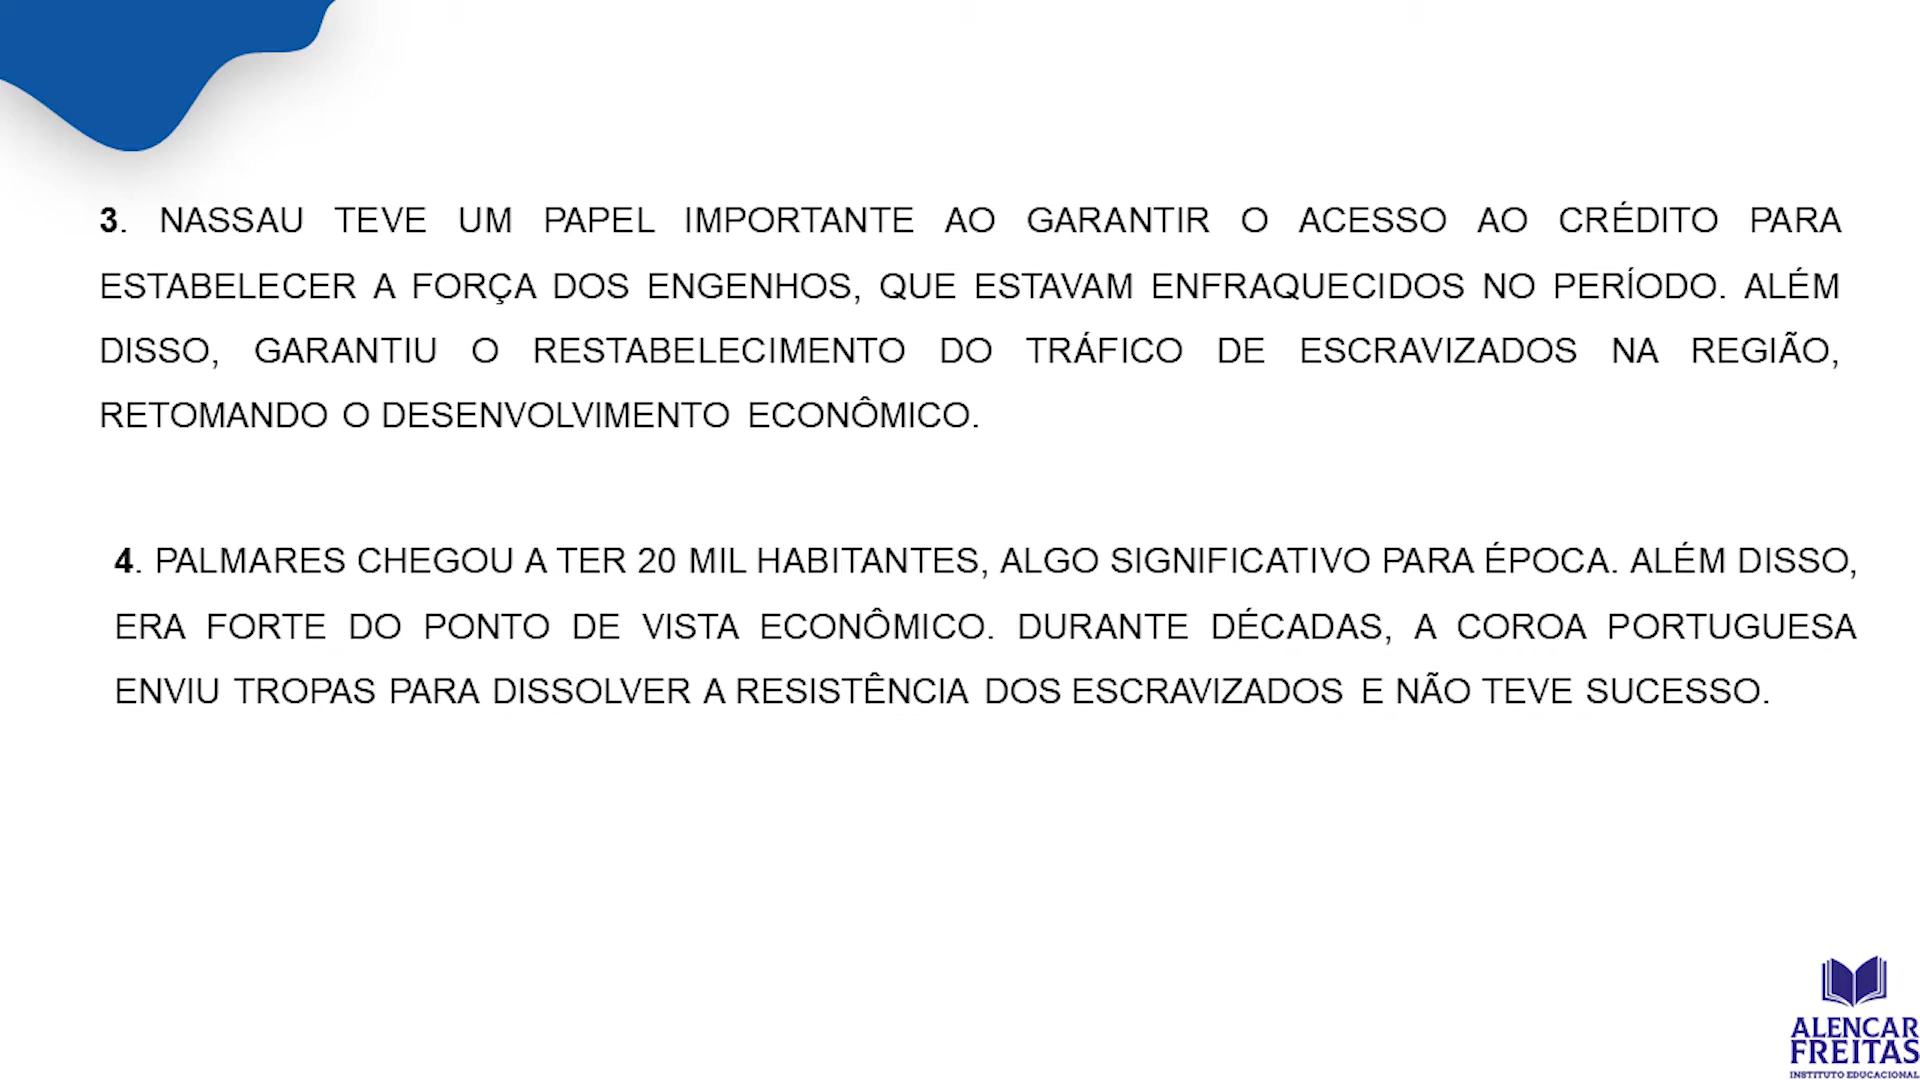 3. NASSAU TEVE UM PAPEL IMPORTANTE AO GARANTIR O ACESSO AO CRÉDITO PARA
ESTABELECER A FORÇA DOS ENGENHOS, QUE ESTAVAM ENFRAQUECIDOS NO PERÍODO. ALÉM
DISSO, GARANTIU O RESTABELECIMENTO DO TRÁFICO DE ESCRAVIZADOS NA REGIÃO,
RETOMANDO O DESENVOLVIMENTO ECONÔMICO.
4. PALMARES CHEGOU A TER 20 MIL HABITANTES, ALGO SIGNIFICATIVO PARA ÉPOCA. ALÉM DISSO,
ERA FORTE DO PONTO DE VISTA ECONÔMICO. DURANTE DÉCADAS, A COROA PORTUGUESA
ENVIU TROPAS PARA DISSOLVER A RESISTÊNCIA DOS ESCRAVIZADOS E NÃO TEVE SUCESSO.
ALENCAR
FREITAS
INSTITUTO EDUCACIONAL